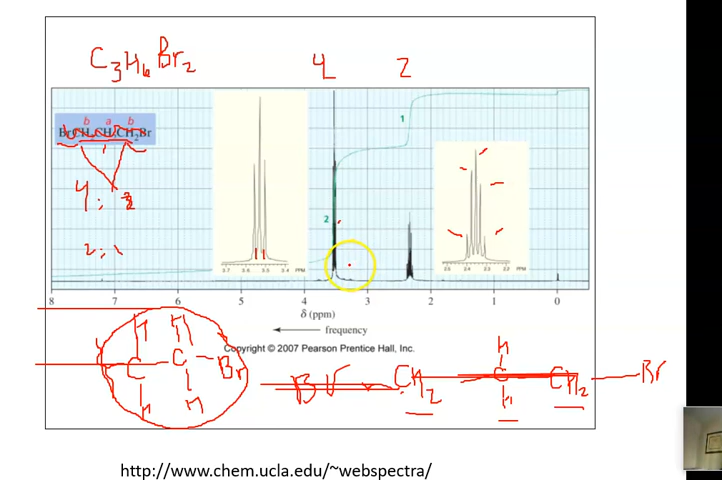 C3H6Br2
4 2
b a b
BrCH2CH2CH2Br
4 : 2
2 : 1
1
2
3.7 3.6 3.5 3.4 PPM
2.5 2.4 2.3 2.2 PPM
8 7 6 5 4 3 2 1 0
δ (ppm)
frequency
Copyright © 2007 Pearson Prentice Hall, Inc.
H H H
C C Br Br CH2 C CH2 Br
H H H
http://www.chem.ucla.edu/~webspectra/